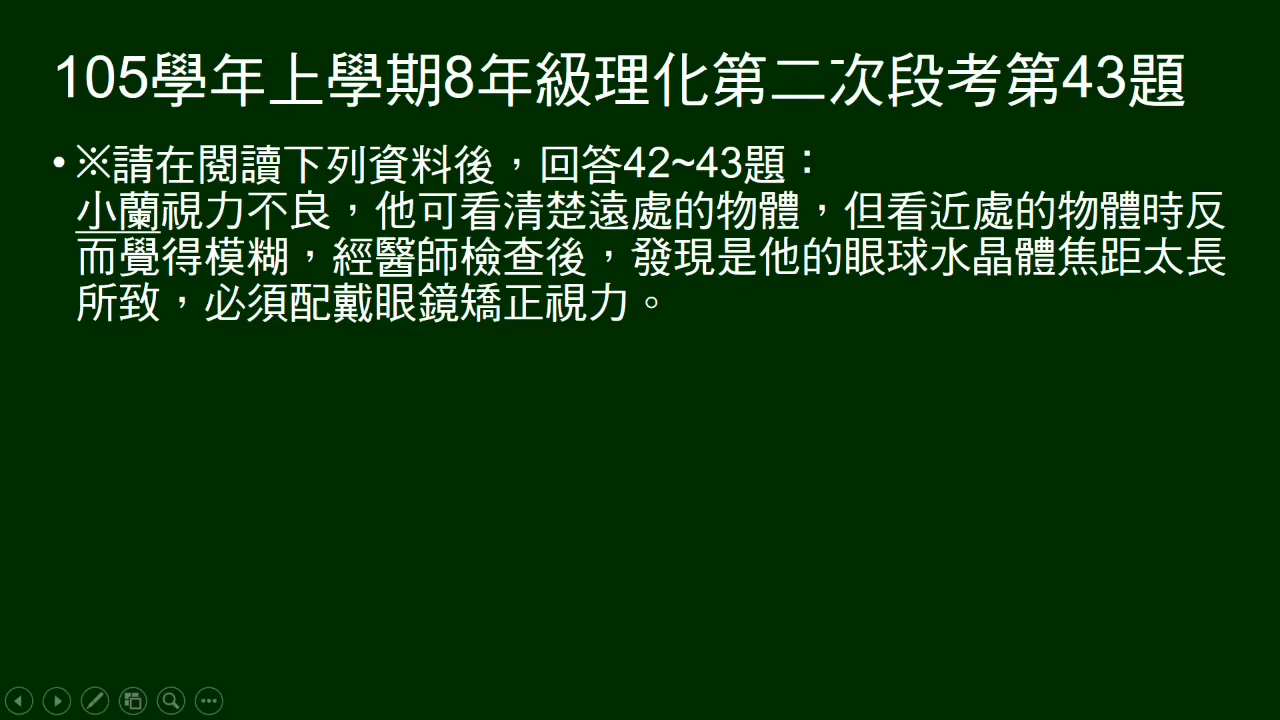 105學年上學期8年級理化第二次段考第43題
•※請在閱讀下列資料後，回答42~43題：
小蘭視力不良，他可看清楚遠處的物體，但看近處的物體時反
而覺得模糊，經醫師檢查後，發現是他的眼球水晶體焦距太長
所致，必須配戴眼鏡矯正視力。